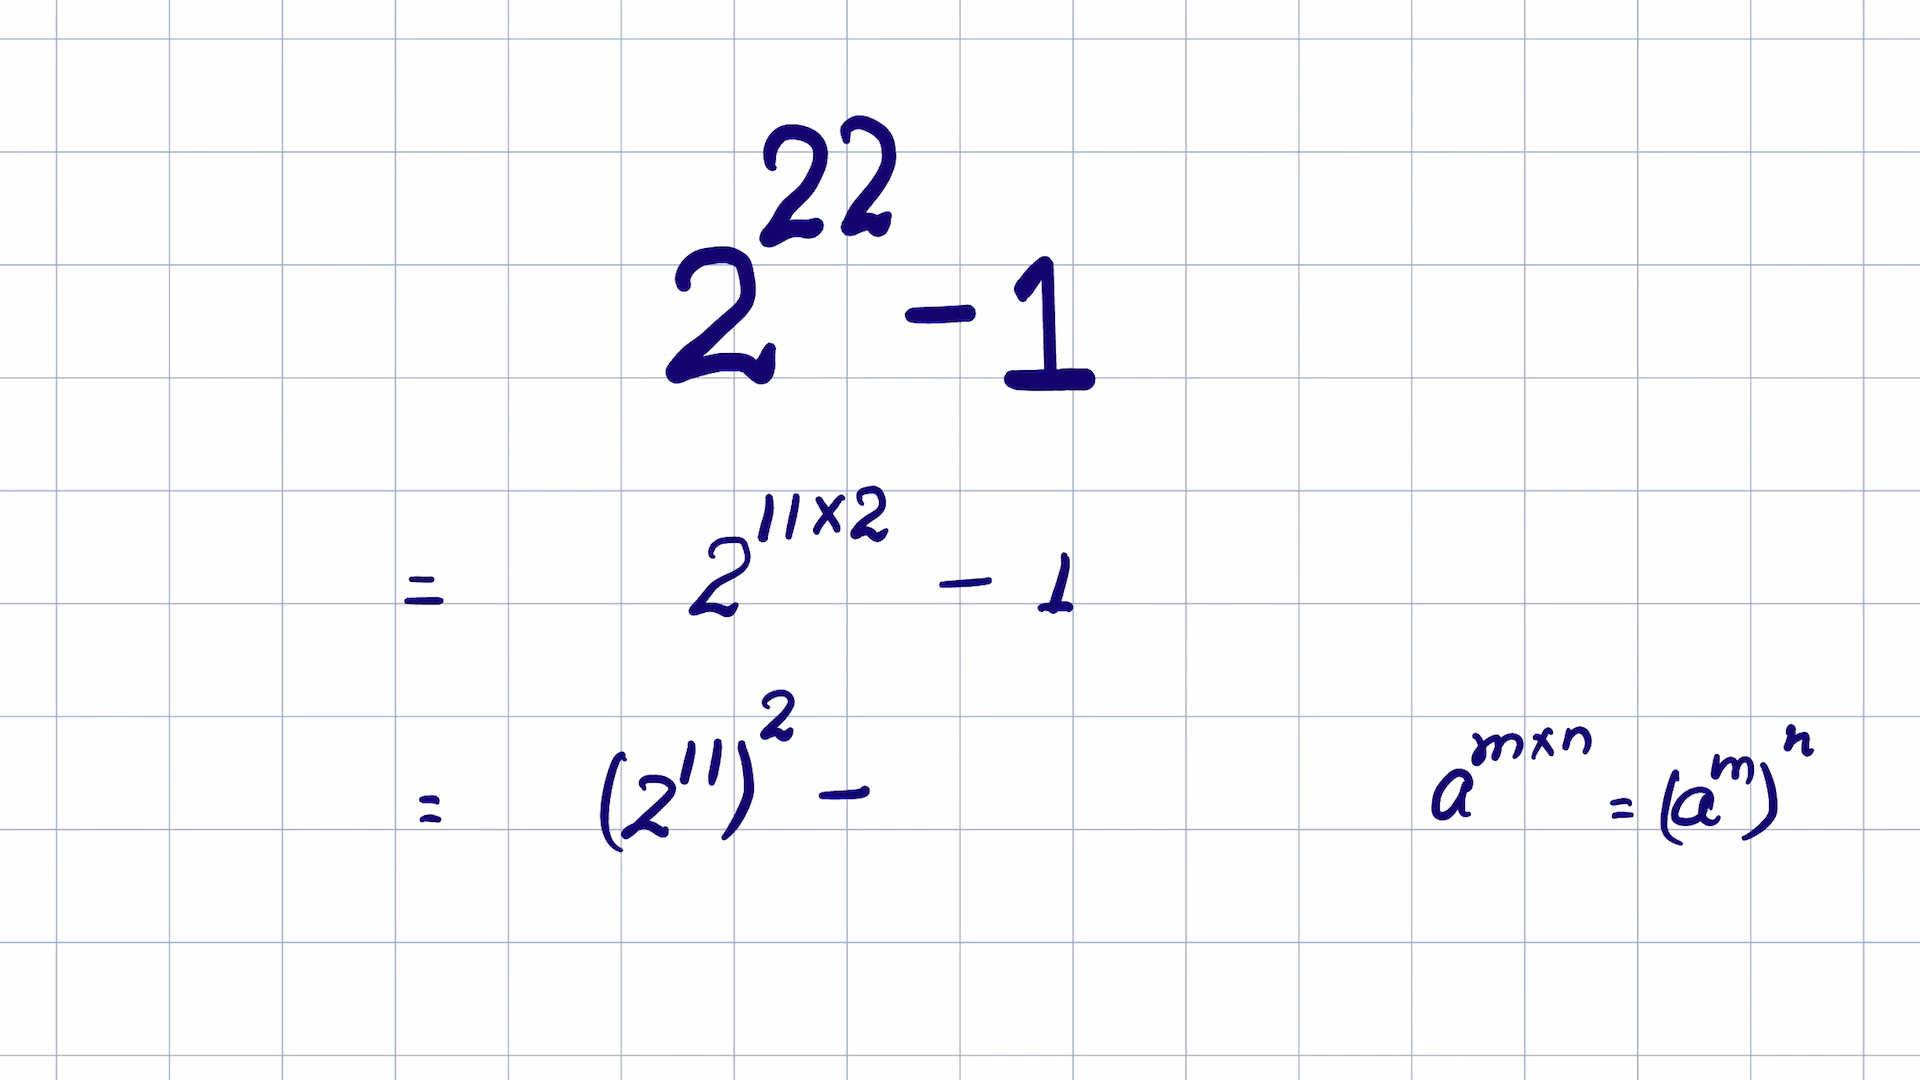 2^22 - 1
= 2^11×2 - 1
= (2^11)^2 - a^m×n = (a^m)^n